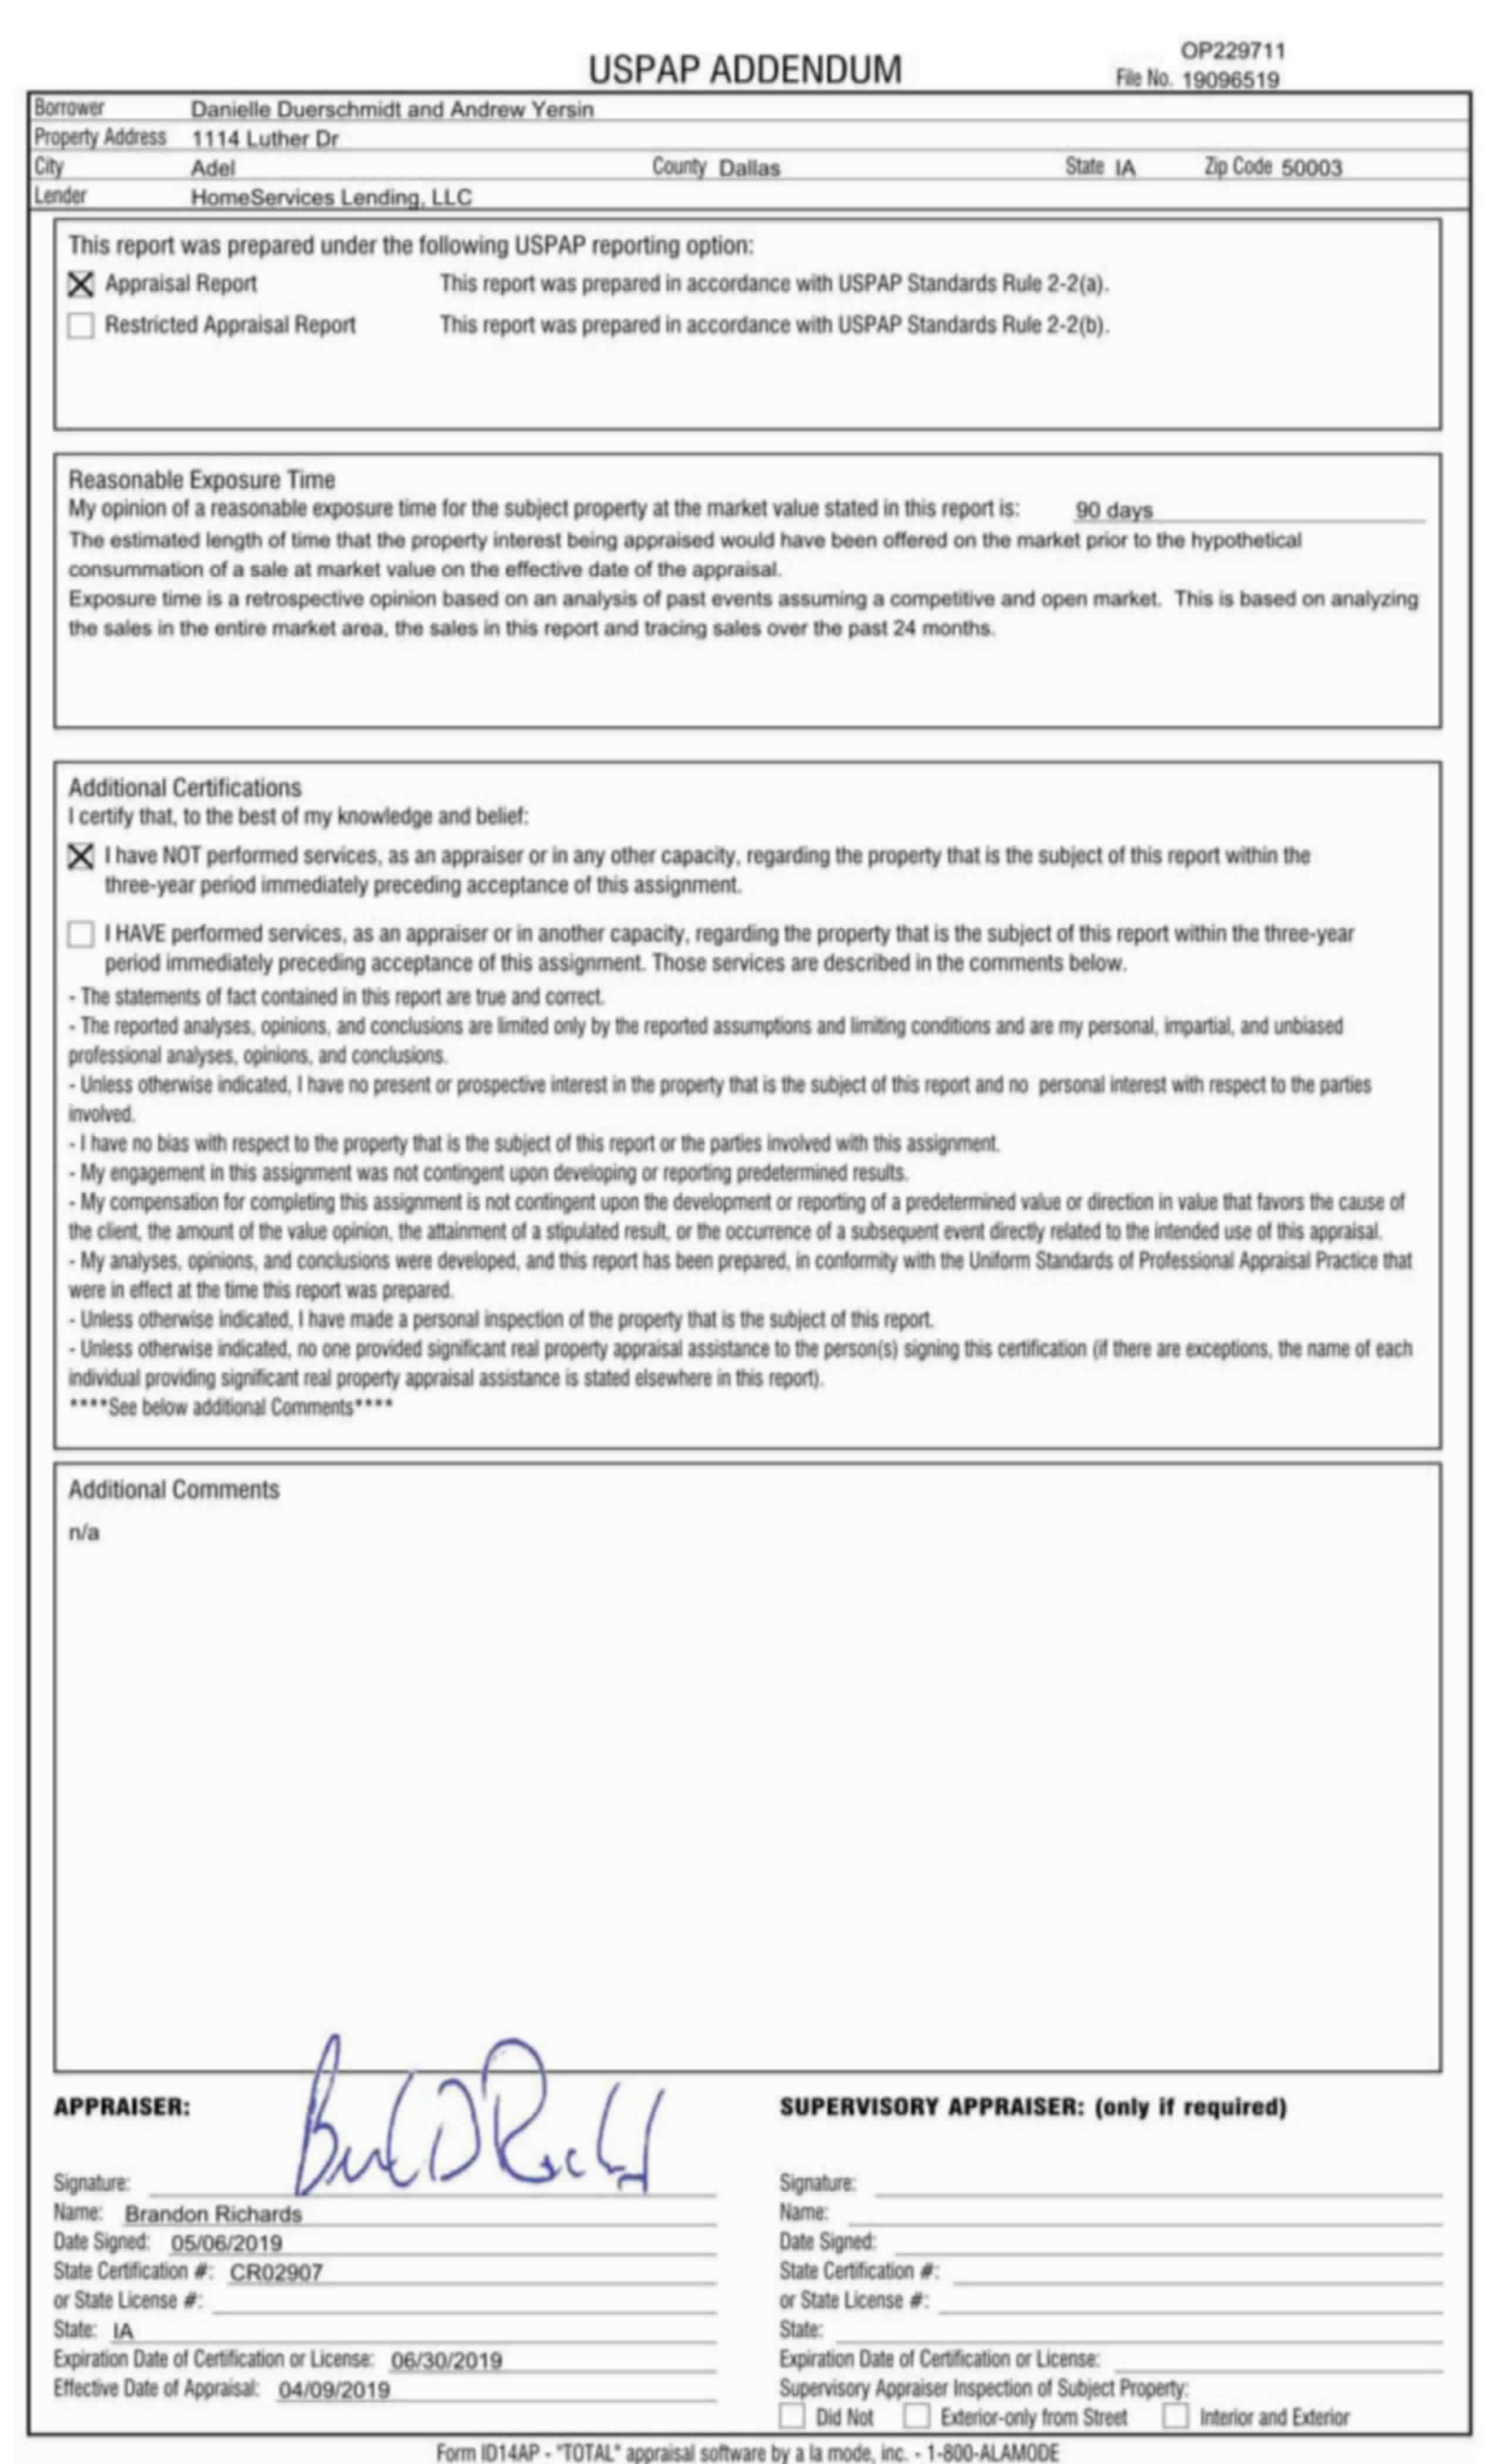 OP229711
USPAP ADDENDUM File No. 19096519
Borrower Danielle Duerschmidt and Andrew Yersin
Property Address 1114 Luther Dr
City Adel County Dallas State IA Zip Code 50003
Lender HomeServices Lending, LLC
This report was prepared under the following USPAP reporting option:
Appraisal Report This report was prepared in accordance with USPAP Standards Rule 2-2(a).
Restricted Appraisal Report This report was prepared in accordance with USPAP Standards Rule 2-2(b).
Reasonable Exposure Time
My opinion of a reasonable exposure time for the subject property at the market value stated in this report is: 90 days
The estimated length of time that the property interest being appraised would have been offered on the market prior to the hypothetical
consummation of a sale at market value on the effective date of the appraisal.
Exposure time is a retrospective opinion based on an analysis of past events assuming a competitive and open market. This is based on analyzing
the sales in the entire market area, the sales in this report and tracing sales over the past 24 months.
Additional Certifications
I certify that, to the best of my knowledge and belief:
I have NOT performed services, as an appraiser or in any other capacity, regarding the property that is the subject of this report within the
three-year period immediately preceding acceptance of this assignment.
I HAVE performed services, as an appraiser or in another capacity, regarding the property that is the subject of this report within the three-year
period immediately preceding acceptance of this assignment. Those services are described in the comments below.
- The statements of fact contained in this report are true and correct.
- The reported analyses, opinions, and conclusions are limited only by the reported assumptions and limiting conditions and are my personal, impartial, and unbiased
professional analyses, opinions, and conclusions.
- Unless otherwise indicated, I have no present or prospective interest in the property that is the subject of this report and no personal interest with respect to the parties
involved.
- I have no bias with respect to the property that is the subject of this report or the parties involved with this assignment.
- My engagement in this assignment was not contingent upon developing or reporting predetermined results.
- My compensation for completing this assignment is not contingent upon the development or reporting of a predetermined value or direction in value that favors the cause of
the client, the amount of the value opinion, the attainment of a stipulated result, or the occurrence of a subsequent event directly related to the intended use of this appraisal.
- My analyses, opinions, and conclusions were developed, and this report has been prepared, in conformity with the Uniform Standards of Professional Appraisal Practice that
were in effect at the time this report was prepared.
- Unless otherwise indicated, I have made a personal inspection of the property that is the subject of this report.
- Unless otherwise indicated, no one provided significant real property appraisal assistance to the person(s) signing this certification (if there are exceptions, the name of each
individual providing significant real property appraisal assistance is stated elsewhere in this report).
****See below additional Comments****
Additional Comments
n/a
APPRAISER:
Signature:
Name: Brandon Richards
Date Signed: 05/06/2019
State Certification #: CR02907
or State License #:
State: IA
Expiration Date of Certification or License: 06/30/2019
Effective Date of Appraisal: 04/09/2019
SUPERVISORY APPRAISER: (only if required)
Signature:
Name:
Date Signed:
State Certification #:
or State License #:
State:
Expiration Date of Certification or License:
Supervisory Appraiser Inspection of Subject Property:
Did Not Exterior-only from Street Interior and Exterior
Form ID14AP - "TOTAL" appraisal software by a la mode, inc. - 1-800-ALAMODE